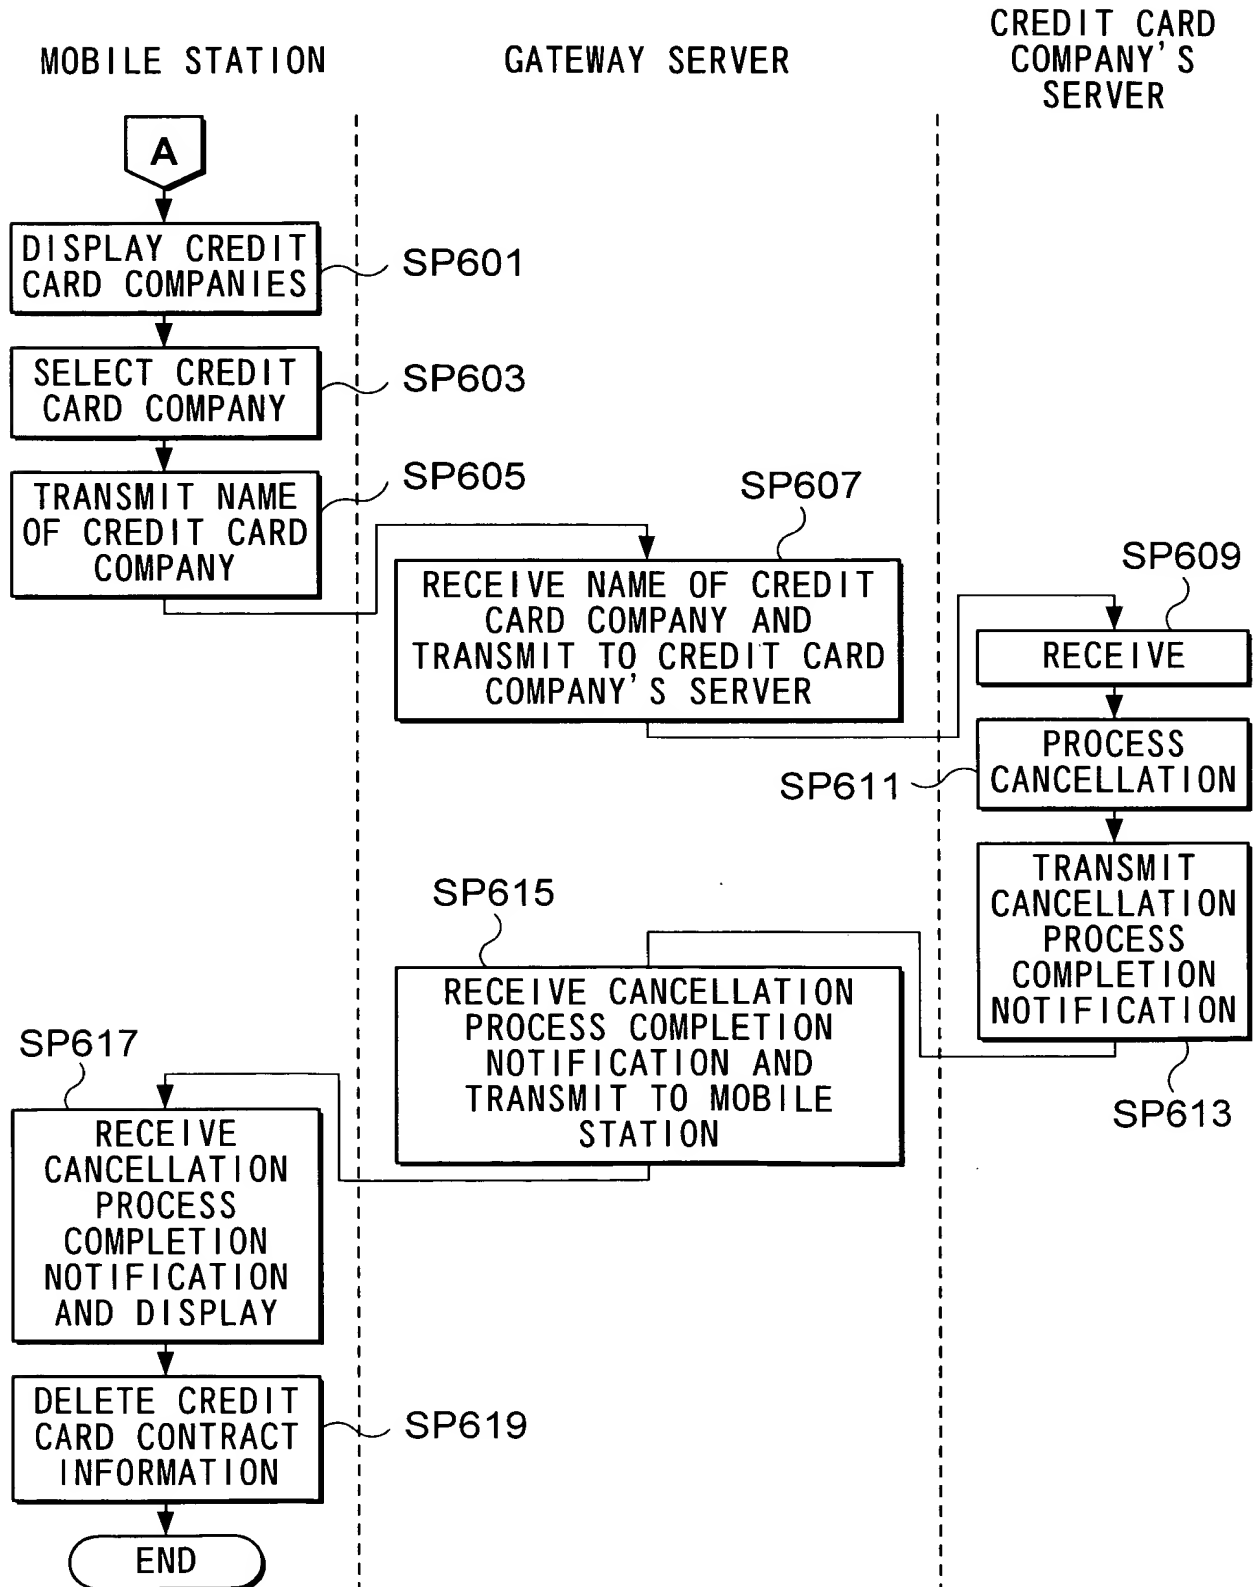 MOBILE STATION
GATEWAY SERVER
CREDIT CARD
COMPANY'S
SERVER
A
DISPLAY CREDIT
CARD COMPANIES
SP601
SELECT CREDIT
CARD COMPANY
SP603
TRANSMIT NAME
OF CREDIT CARD
COMPANY
SP605
SP607
RECEIVE NAME OF CREDIT
CARD COMPANY AND
TRANSMIT TO CREDIT CARD
COMPANY'S SERVER
SP609
RECEIVE
PROCESS
CANCELLATION
SP611
TRANSMIT
CANCELLATION
PROCESS
COMPLETION
NOTIFICATION
SP613
SP615
RECEIVE CANCELLATION
PROCESS COMPLETION
NOTIFICATION AND
TRANSMIT TO MOBILE
STATION
SP617
RECEIVE
CANCELLATION
PROCESS
COMPLETION
NOTIFICATION
AND DISPLAY
DELETE CREDIT
CARD CONTRACT
INFORMATION
SP619
END